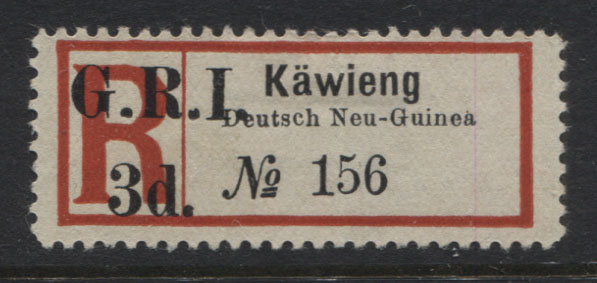 R
G.R.I.
3d.
Käwieng
Deutsch Neu-Guinea
№ 156